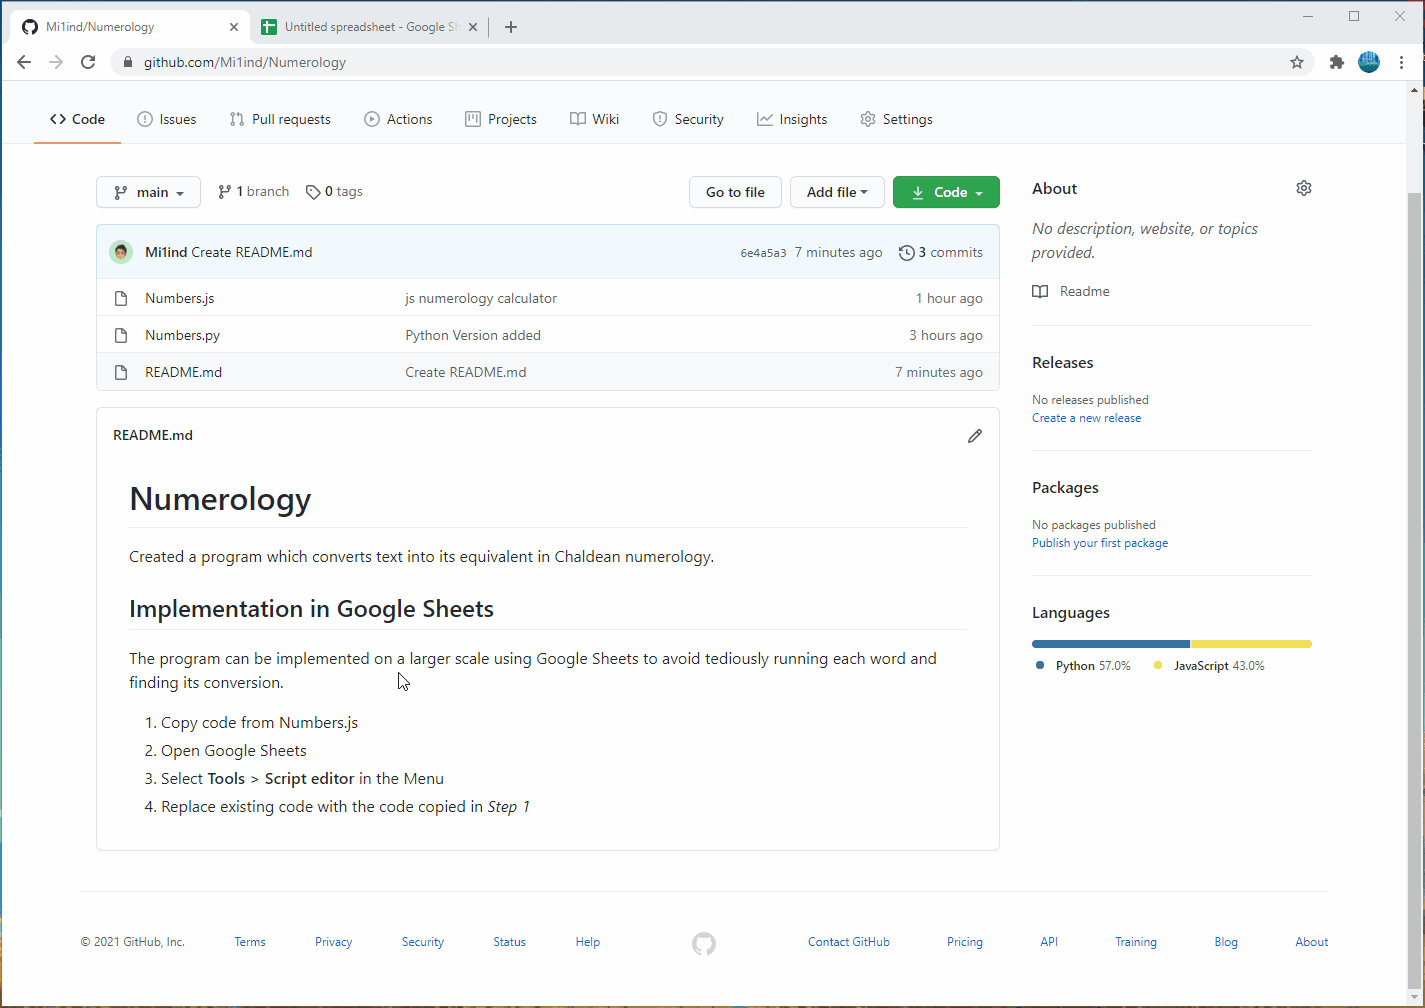 Mi1ind/Numerology
Untitled spreadsheet - Google Sh
github.com/Mi1ind/Numerology
Code Issues Pull requests Actions Projects Wiki Security Insights Settings
main 1 branch 0 tags Go to file Add file Code
Mi1ind Create README.md 6e4a5a3 7 minutes ago 3 commits
Numbers.js js numerology calculator 1 hour ago
Numbers.py Python Version added 3 hours ago
README.md Create README.md 7 minutes ago
README.md
Numerology
Created a program which converts text into its equivalent in Chaldean numerology.
Implementation in Google Sheets
The program can be implemented on a larger scale using Google Sheets to avoid tediously running each word and
finding its conversion.
1. Copy code from Numbers.js
2. Open Google Sheets
3. Select Tools > Script editor in the Menu
4. Replace existing code with the code copied in Step 1
About
No description, website, or topics
provided.
Readme
Releases
No releases published
Create a new release
Packages
No packages published
Publish your first package
Languages
Python 57.0% JavaScript 43.0%
© 2021 GitHub, Inc. Terms Privacy Security Status Help Contact GitHub Pricing API Training Blog About